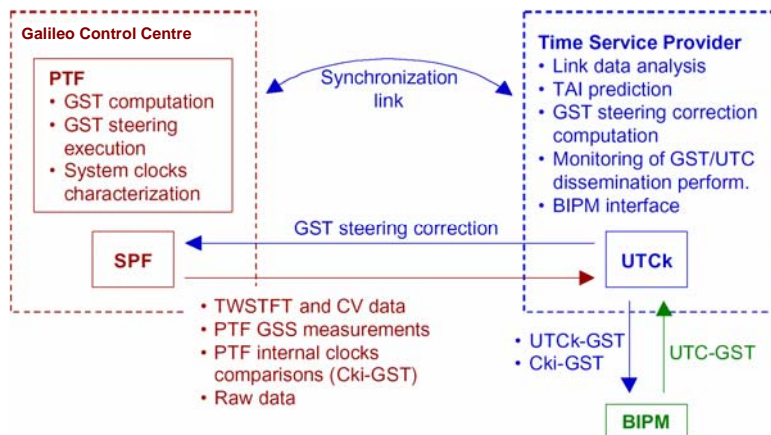 Galileo Control Centre
PTF
• GST computation
• GST steering
execution
• System clocks
characterization
SPF
Synchronization
link
Time Service Provider
• Link data analysis
• TAI prediction
• GST steering correction
computation
• Monitoring of GST/UTC
dissemination perform.
• BIPM interface
GST steering correction
UTCk
• TWSTFT and CV data
• PTF GSS measurements
• PTF internal clocks
comparisons (Cki-GST)
• Raw data
• UTCk-GST
• Cki-GST
UTC-GST
BIPM